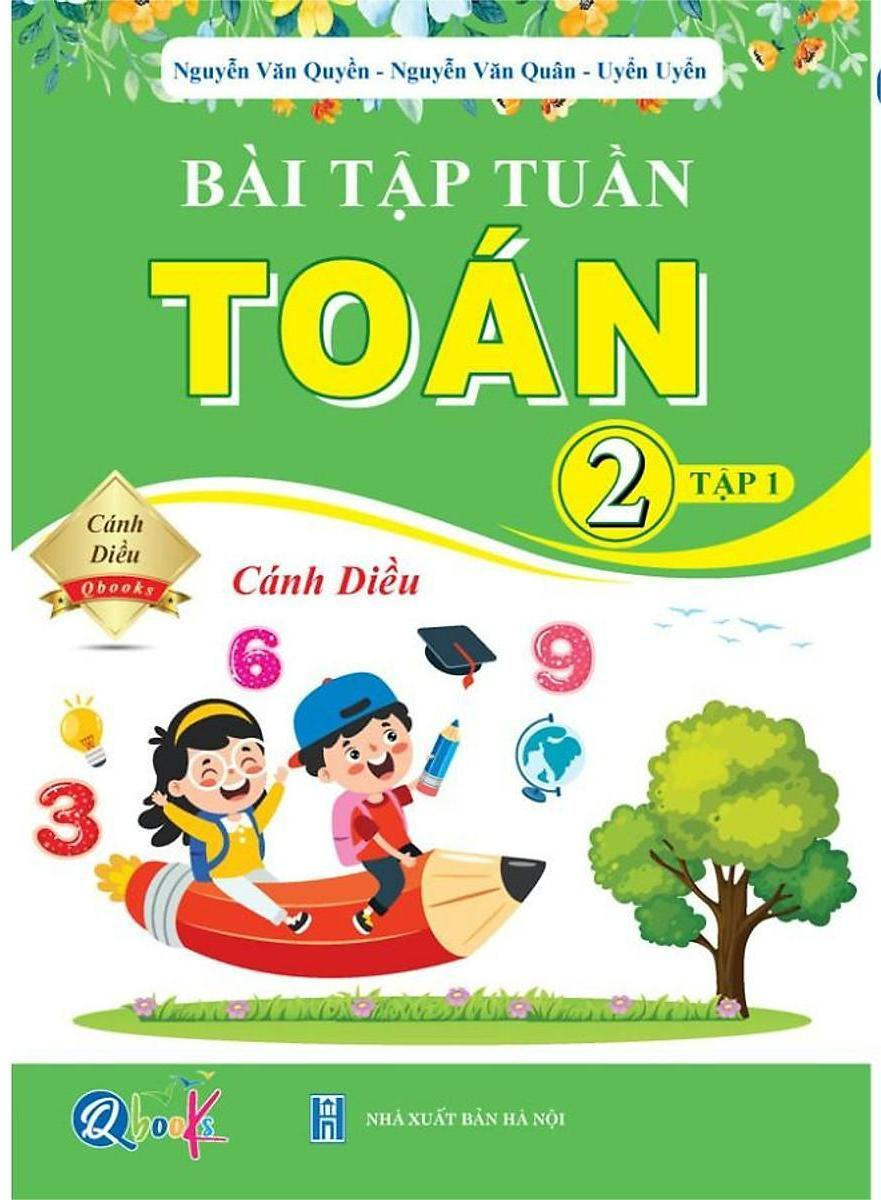 Nguyễn Văn Quyền - Nguyễn Văn Quân - Uyển Uyển
BÀI TẬP TUẦN
TOÁN
2 TẬP 1
Cánh
Diều
Qbooks
Cánh Diều
6
9
3
Qbooks
NHÀ XUẤT BẢN HÀ NỘI